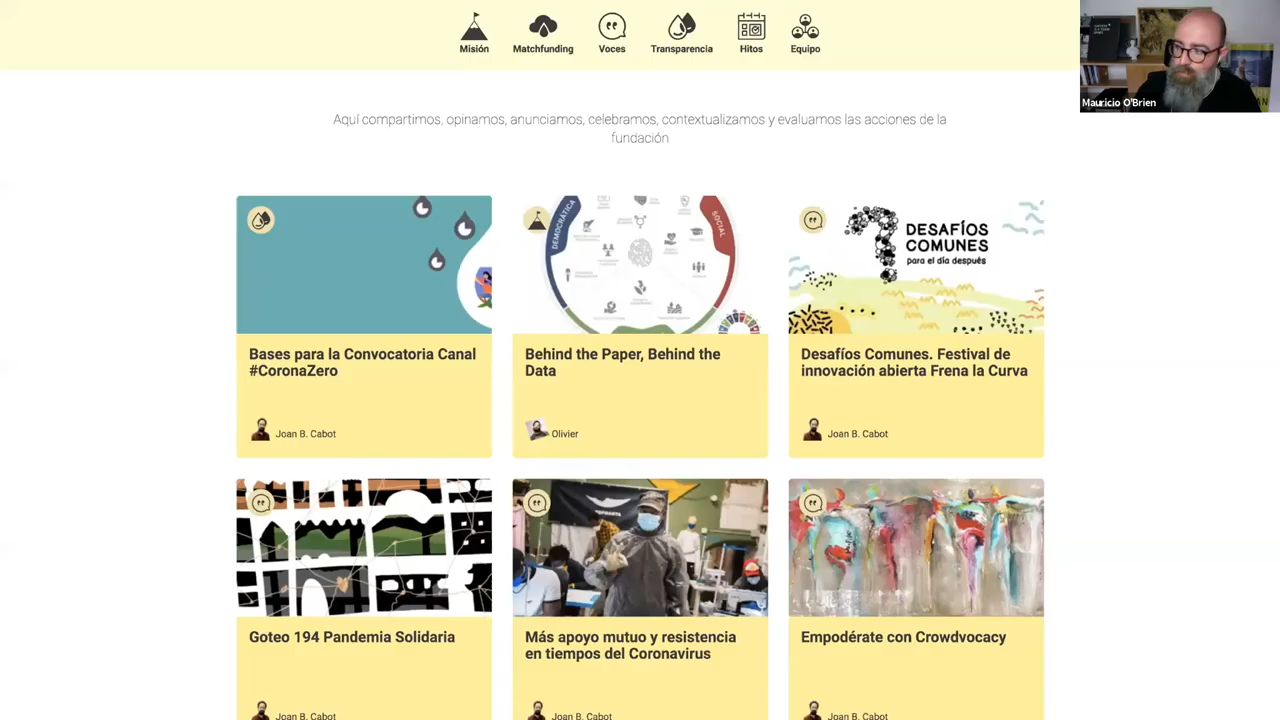 Misión
Matchfunding
Voces
Transparencia
Hitos
Equipo
Mauricio O'Brien
Aquí compartimos, opinamos, anunciamos, celebramos, contextualizamos y evaluamos las acciones de la
fundación
DEMOCRÁTICA
SOCIAL
DESAFÍOS
COMUNES
para el día después
Bases para la Convocatoria Canal
#CoronaZero
Joan B. Cabot
Behind the Paper, Behind the
Data
Olivier
Desafíos Comunes. Festival de
innovación abierta Frena la Curva
Joan B. Cabot
Goteo 194 Pandemia Solidaria
Joan B. Cabot
Más apoyo mutuo y resistencia
en tiempos del Coronavirus
Joan B. Cabot
Empodérate con Crowdvocacy
Joan B. Cabot